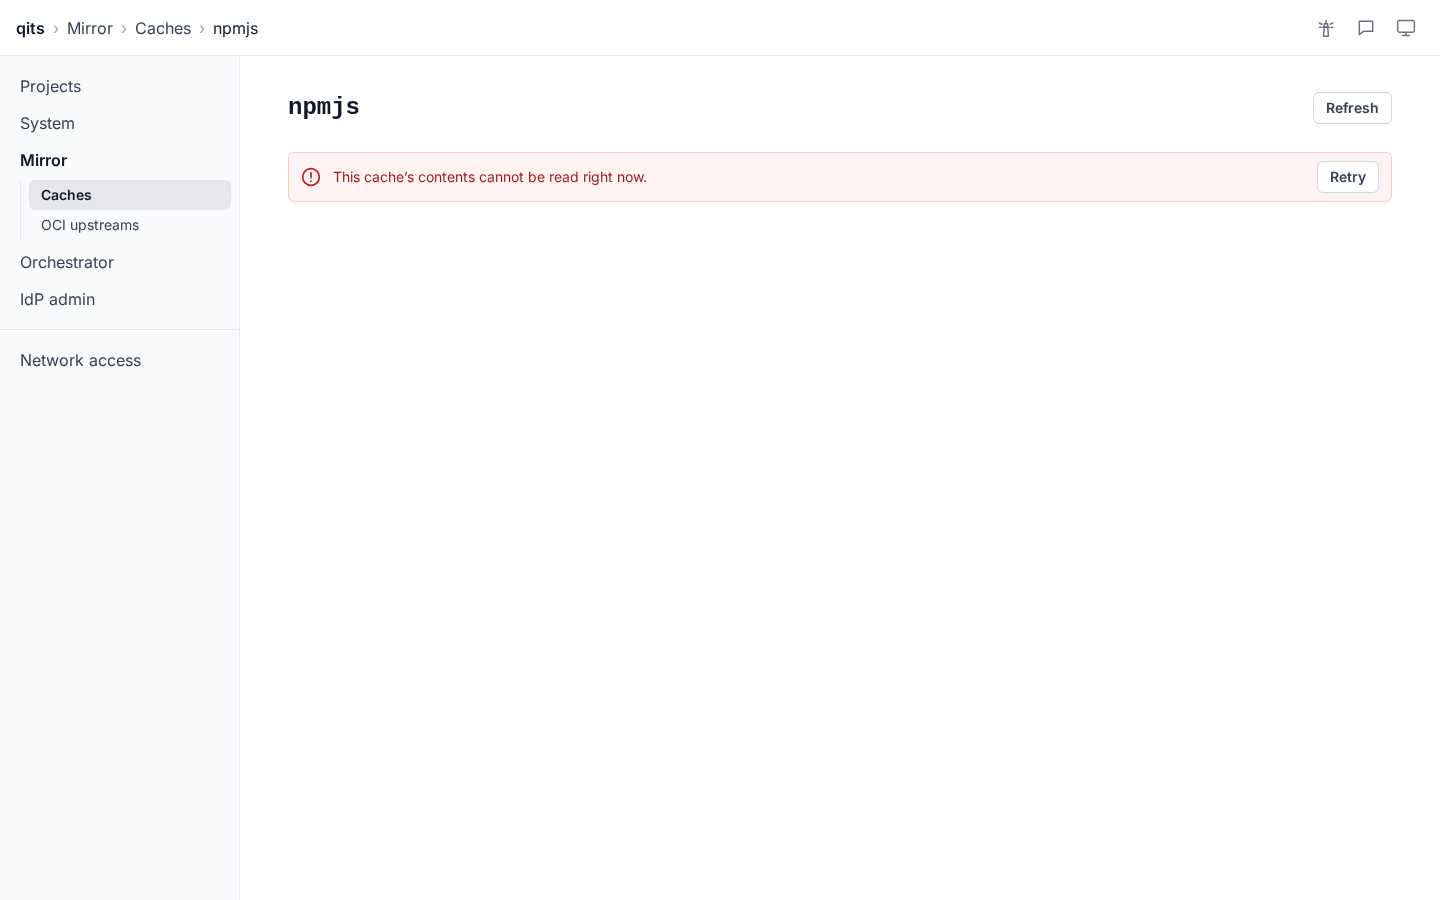 qits › Mirror › Caches › npmjs
Projects
System
Mirror
Caches
OCI upstreams
Orchestrator
IdP admin
Network access
npmjs
Refresh
This cache’s contents cannot be read right now.
Retry